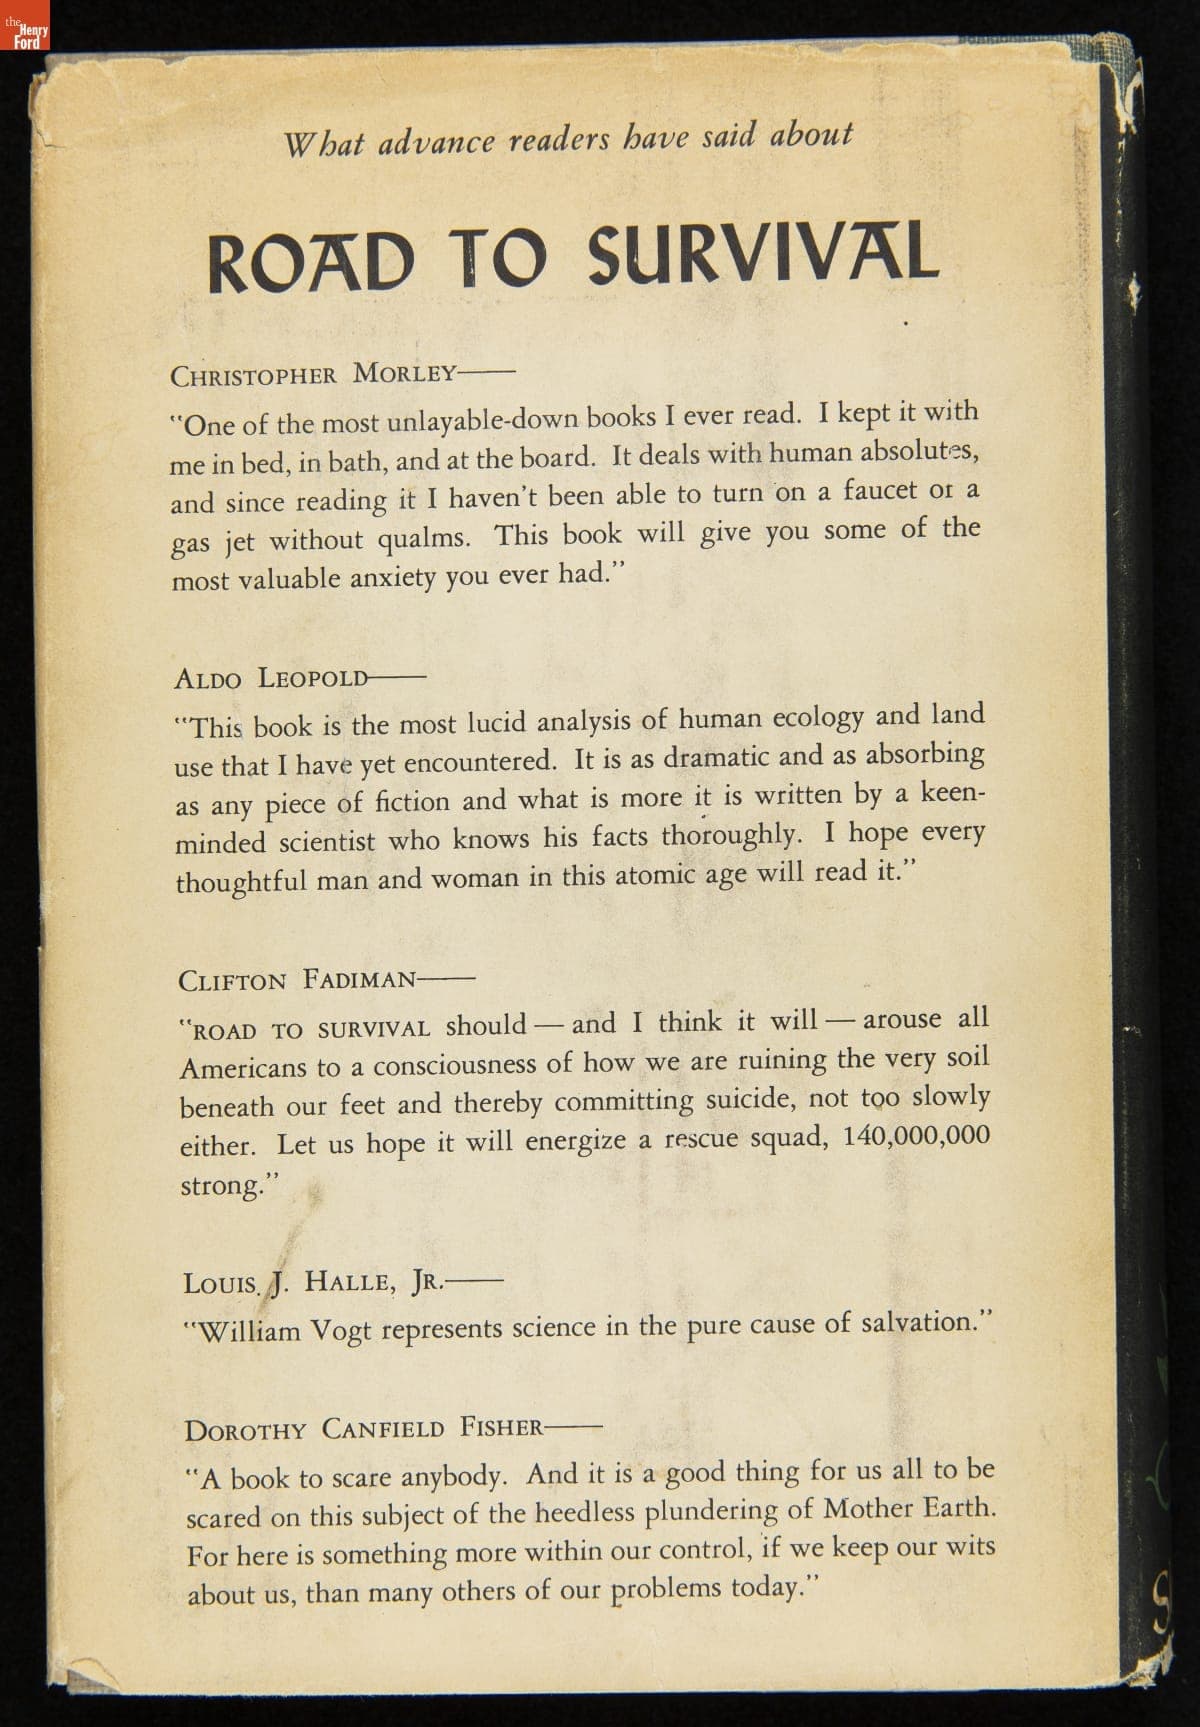 the
Henry
Ford
What advance readers have said about
ROAD TO SURVIVAL
CHRISTOPHER MORLEY——
"One of the most unlayable-down books I ever read. I kept it with
me in bed, in bath, and at the board. It deals with human absolutes,
and since reading it I haven't been able to turn on a faucet or a
gas jet without qualms. This book will give you some of the
most valuable anxiety you ever had."
ALDO LEOPOLD——
"This book is the most lucid analysis of human ecology and land
use that I have yet encountered. It is as dramatic and as absorbing
as any piece of fiction and what is more it is written by a keen-
minded scientist who knows his facts thoroughly. I hope every
thoughtful man and woman in this atomic age will read it."
CLIFTON FADIMAN——
"ROAD TO SURVIVAL should — and I think it will — arouse all
Americans to a consciousness of how we are ruining the very soil
beneath our feet and thereby committing suicide, not too slowly
either. Let us hope it will energize a rescue squad, 140,000,000
strong."
LOUIS J. HALLE, JR.——
"William Vogt represents science in the pure cause of salvation."
DOROTHY CANFIELD FISHER——
"A book to scare anybody. And it is a good thing for us all to be
scared on this subject of the heedless plundering of Mother Earth.
For here is something more within our control, if we keep our wits
about us, than many others of our problems today."